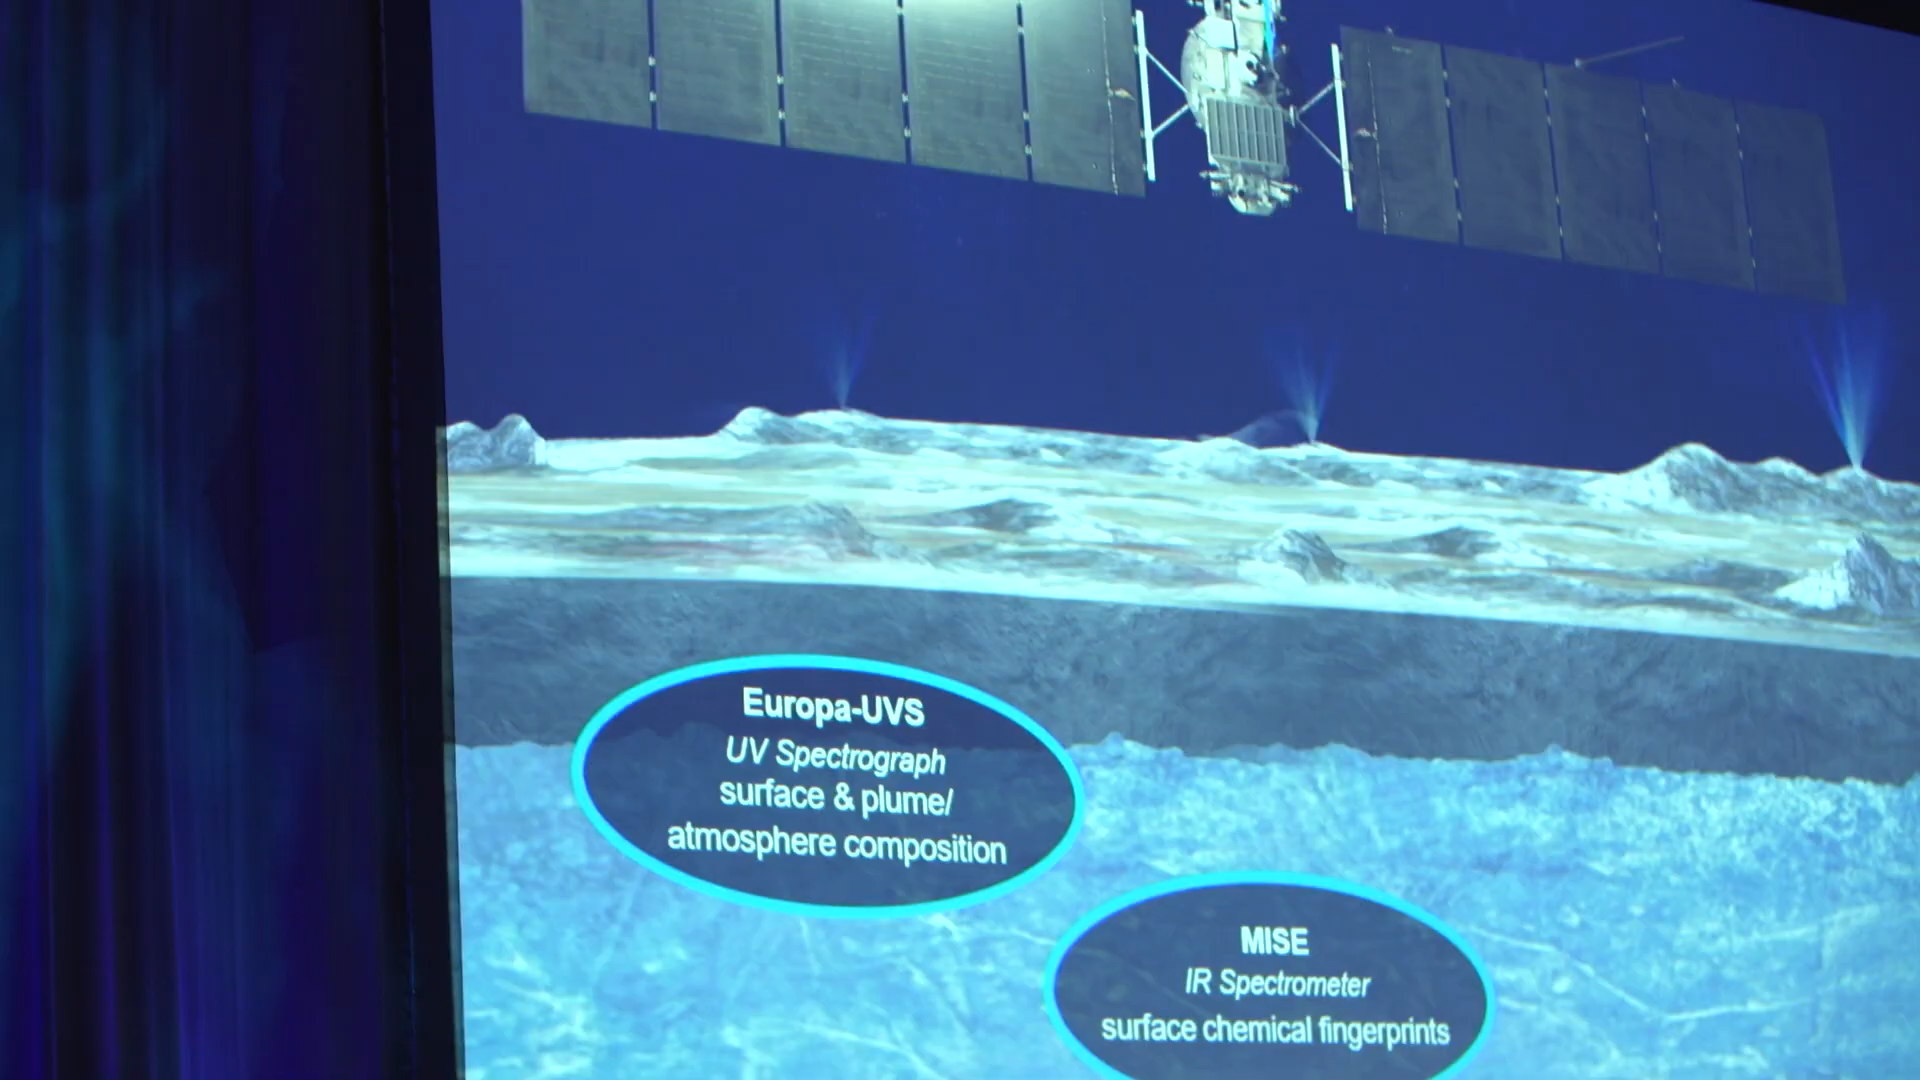 Europa-UVS
UV Spectrograph
surface & plume/
atmosphere composition
MISE
IR Spectrometer
surface chemical fingerprints